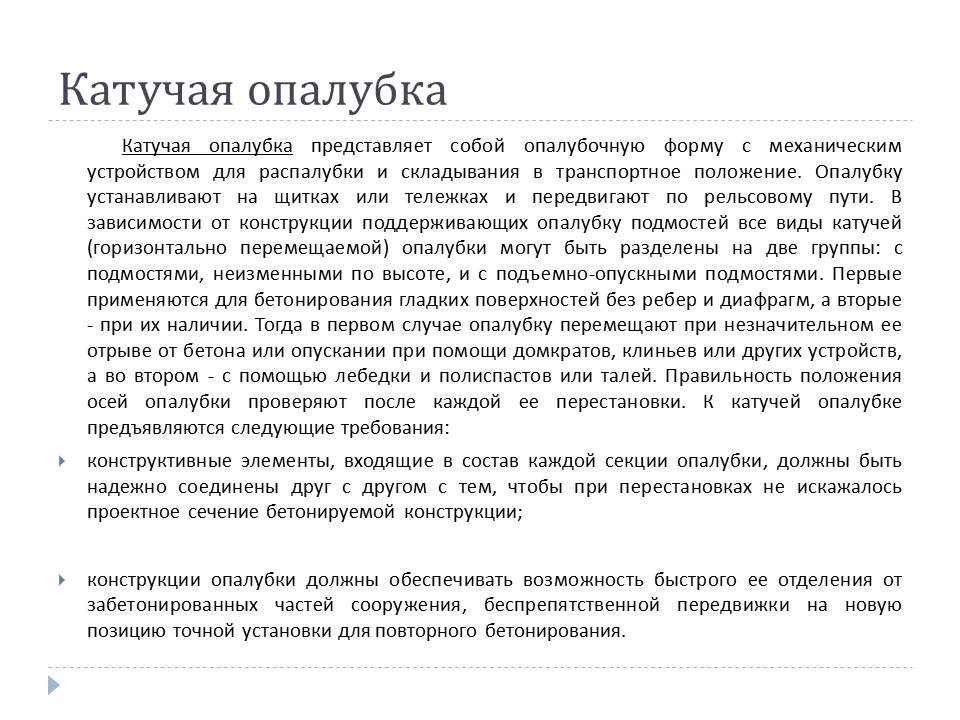 Катучая опалубка
Катучая опалубка представляет собой опалубочную форму с механическим
устройством для распалубки и складывания в транспортное положение. Опалубку
устанавливают на щитках или тележках и передвигают по рельсовому пути. В
зависимости от конструкции поддерживающих опалубку подмостей все виды катучей
(горизонтально перемещаемой) опалубки могут быть разделены на две группы: с
подмостями, неизменными по высоте, и с подъемно-опускными подмостями. Первые
применяются для бетонирования гладких поверхностей без ребер и диафрагм, а вторые
- при их наличии. Тогда в первом случае опалубку перемещают при незначительном ее
отрыве от бетона или опускании при помощи домкратов, клиньев или других устройств,
а во втором - с помощью лебедки и полиспастов или талей. Правильность положения
осей опалубки проверяют после каждой ее перестановки. К катучей опалубке
предъявляются следующие требования:
конструктивные элементы, входящие в состав каждой секции опалубки, должны быть
надежно соединены друг с другом с тем, чтобы при перестановках не искажалось
проектное сечение бетонируемой конструкции;
конструкции опалубки должны обеспечивать возможность быстрого ее отделения от
забетонированных частей сооружения, беспрепятственной передвижки на новую
позицию точной установки для повторного бетонирования.